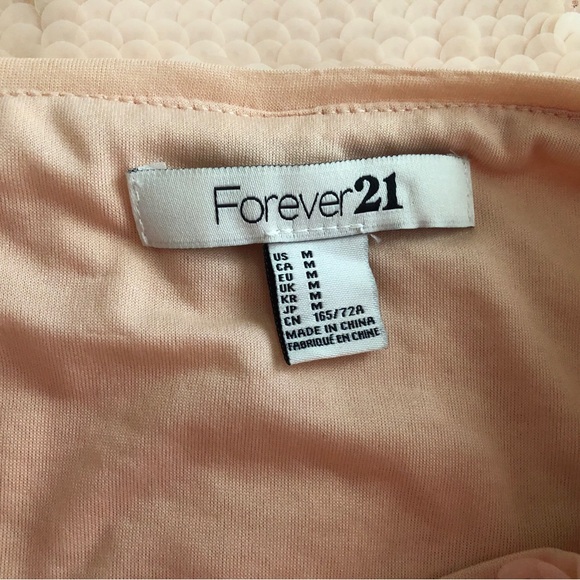 Forever21
US M
CA M
EU M
UK M
KR M
JP M
CN 165/72A
MADE IN CHINA
FABRIQUÉ EN CHINE